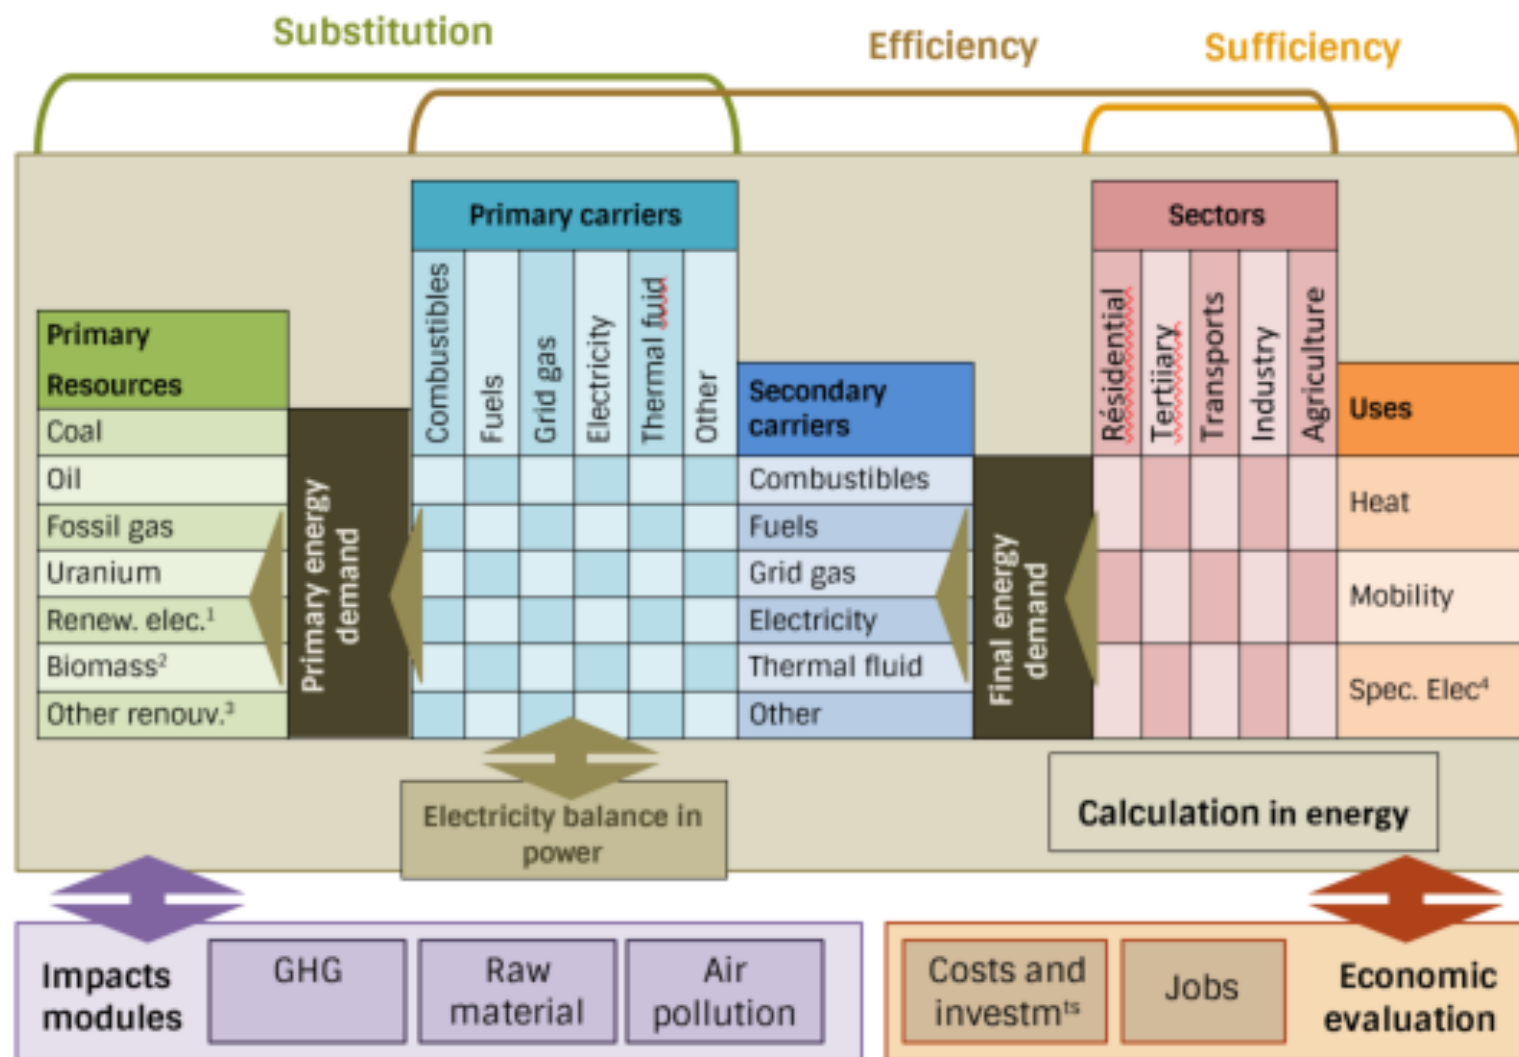 Substitution
Efficiency
Sufficiency
Primary carriers
Sectors
Combustibles
Fuels
Grid gas
Electricity
Thermal fuid
Other
Résidential
Tertiiary
Transports
Industry
Agriculture
Primary
Resources
Secondary
carriers
Uses
Coal
Oil
Fossil gas
Uranium
Renew. elec.¹
Biomass²
Other renouv.³
Primary energy
demand
Combustibles
Fuels
Grid gas
Electricity
Thermal fluid
Other
Final energy
demand
Heat
Mobility
Spec. Elec⁴
Electricity balance in
power
Calculation in energy
Impacts
modules
GHG
Raw
material
Air
pollution
Costs and
investmᵗˢ
Jobs
Economic
evaluation